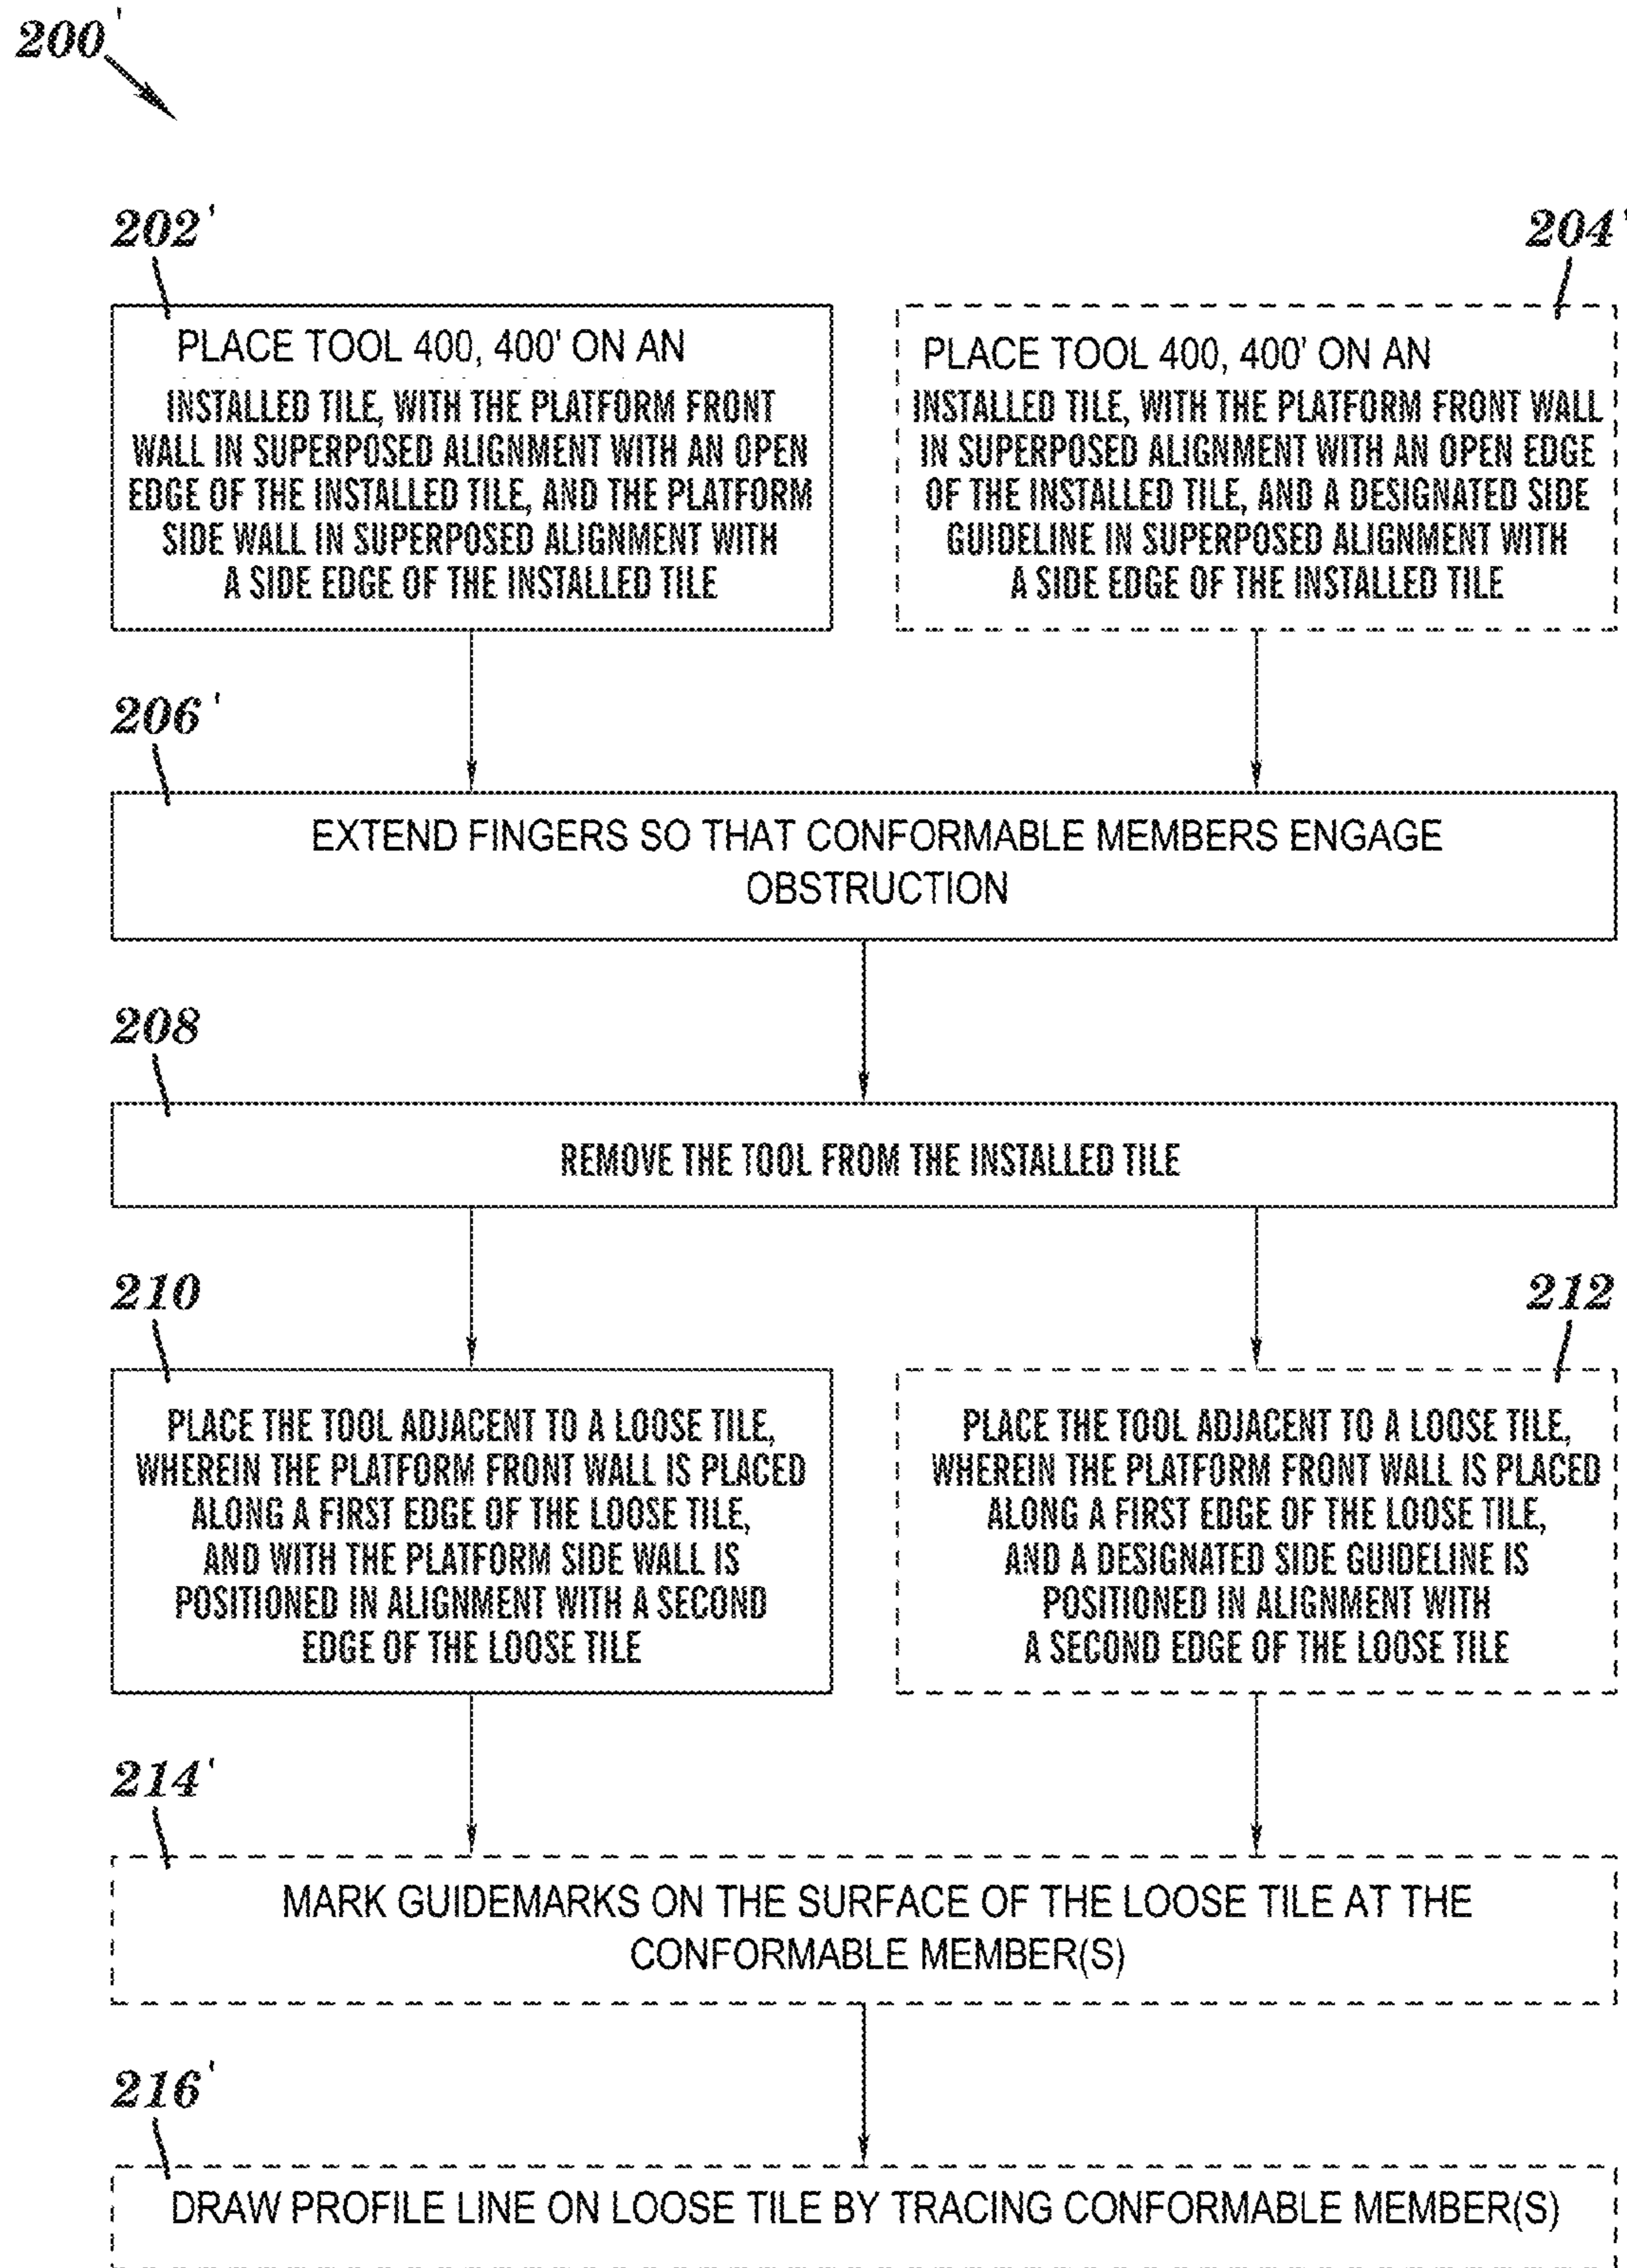 200'
202'
204'
PLACE TOOL 400, 400' ON AN
INSTALLED TILE, WITH THE PLATFORM FRONT
WALL IN SUPERPOSED ALIGNMENT WITH AN OPEN
EDGE OF THE INSTALLED TILE, AND THE PLATFORM
SIDE WALL IN SUPERPOSED ALIGNMENT WITH
A SIDE EDGE OF THE INSTALLED TILE
PLACE TOOL 400, 400' ON AN
INSTALLED TILE, WITH THE PLATFORM FRONT WALL
IN SUPERPOSED ALIGNMENT WITH AN OPEN EDGE
OF THE INSTALLED TILE, AND A DESIGNATED SIDE
GUIDELINE IN SUPERPOSED ALIGNMENT WITH
A SIDE EDGE OF THE INSTALLED TILE
206'
EXTEND FINGERS SO THAT CONFORMABLE MEMBERS ENGAGE
OBSTRUCTION
208
REMOVE THE TOOL FROM THE INSTALLED TILE
210
212
PLACE THE TOOL ADJACENT TO A LOOSE TILE,
WHEREIN THE PLATFORM FRONT WALL IS PLACED
ALONG A FIRST EDGE OF THE LOOSE TILE,
AND WITH THE PLATFORM SIDE WALL IS
POSITIONED IN ALIGNMENT WITH A SECOND
EDGE OF THE LOOSE TILE
PLACE THE TOOL ADJACENT TO A LOOSE TILE,
WHEREIN THE PLATFORM FRONT WALL IS PLACED
ALONG A FIRST EDGE OF THE LOOSE TILE,
AND A DESIGNATED SIDE GUIDELINE IS
POSITIONED IN ALIGNMENT WITH
A SECOND EDGE OF THE LOOSE TILE
214'
MARK GUIDEMARKS ON THE SURFACE OF THE LOOSE TILE AT THE
CONFORMABLE MEMBER(S)
216'
DRAW PROFILE LINE ON LOOSE TILE BY TRACING CONFORMABLE MEMBER(S)